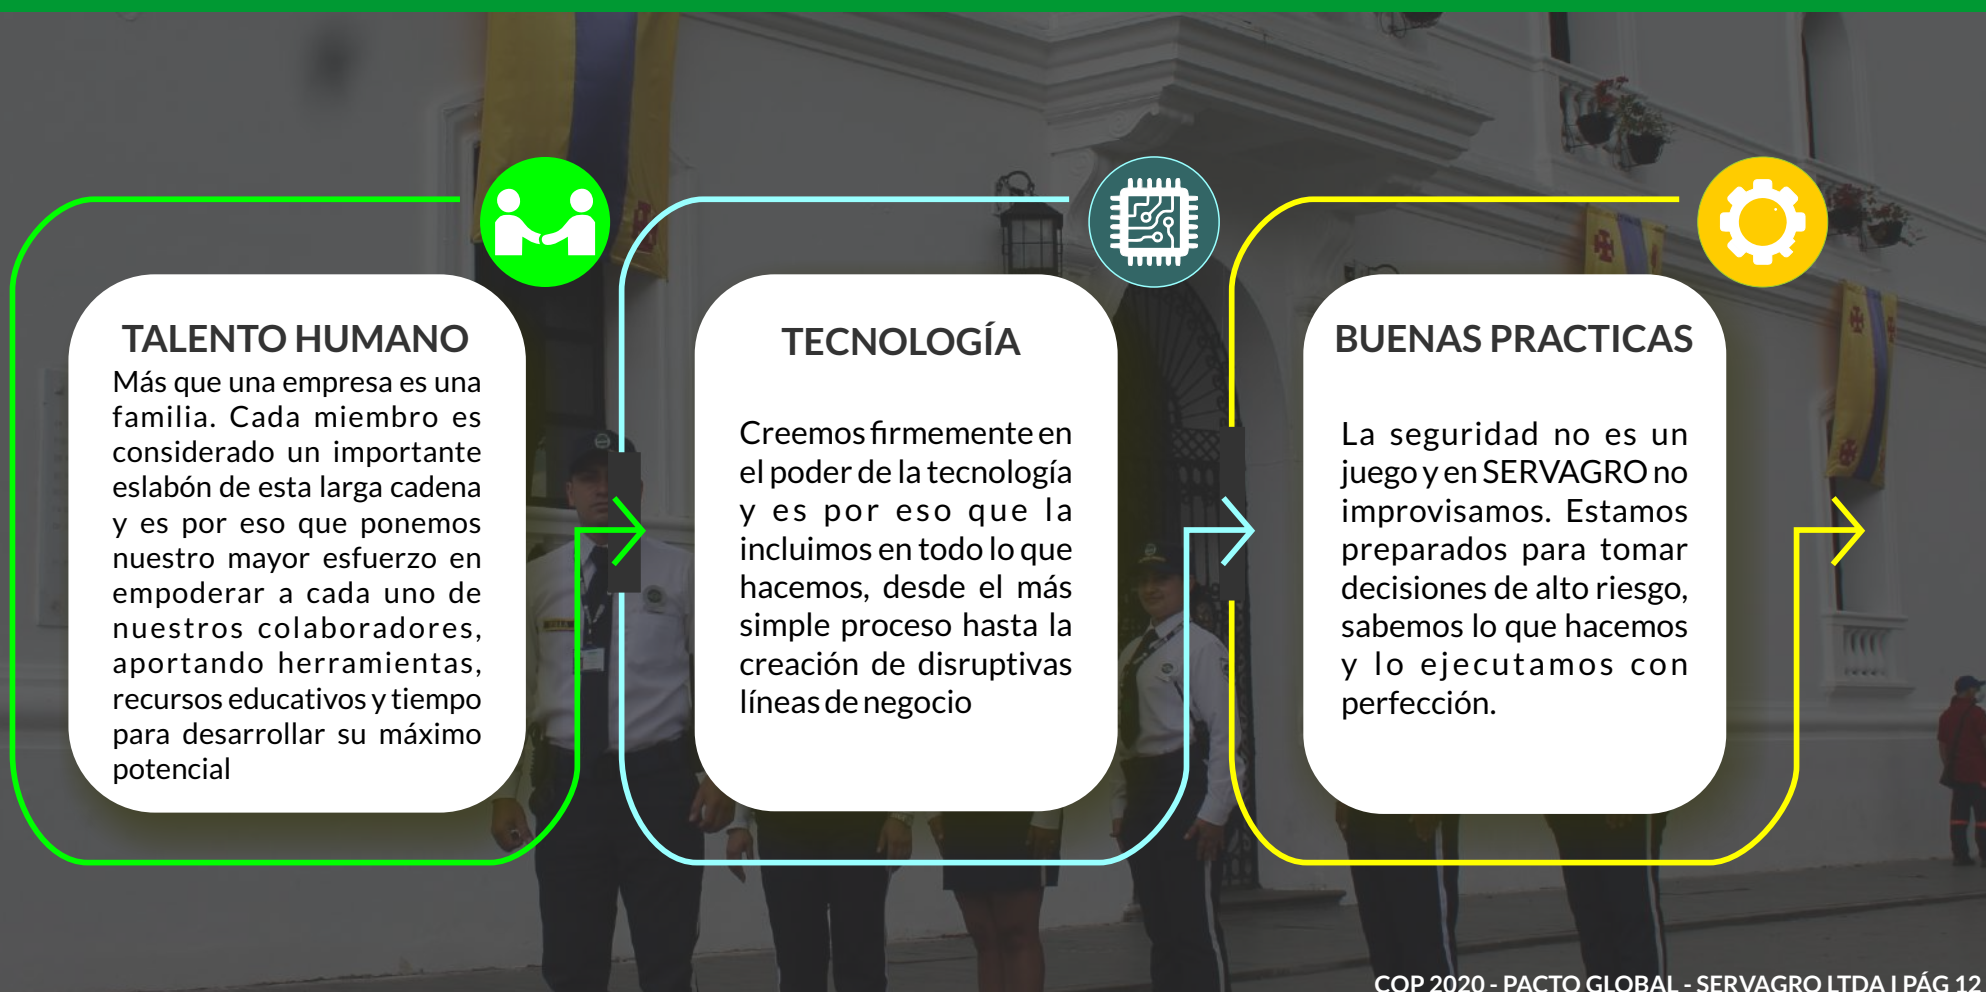 TALENTO HUMANO
Más que una empresa es una
familia. Cada miembro es
considerado un importante
eslabón de esta larga cadena
y es por eso que ponemos
nuestro mayor esfuerzo en
empoderar a cada uno de
nuestros colaboradores,
aportando herramientas,
recursos educativos y tiempo
para desarrollar su máximo
potencial
TECNOLOGÍA
Creemos firmemente en
el poder de la tecnología
y es por eso que la
incluimos en todo lo que
hacemos, desde el más
simple proceso hasta la
creación de disruptivas
líneas de negocio
BUENAS PRACTICAS
La seguridad no es un
juego y en SERVAGRO no
improvisamos. Estamos
preparados para tomar
decisiones de alto riesgo,
sabemos lo que hacemos
y lo ejecutamos con
perfección.
COP 2020 - PACTO GLOBAL - SERVAGRO LTDA I PÁG 12